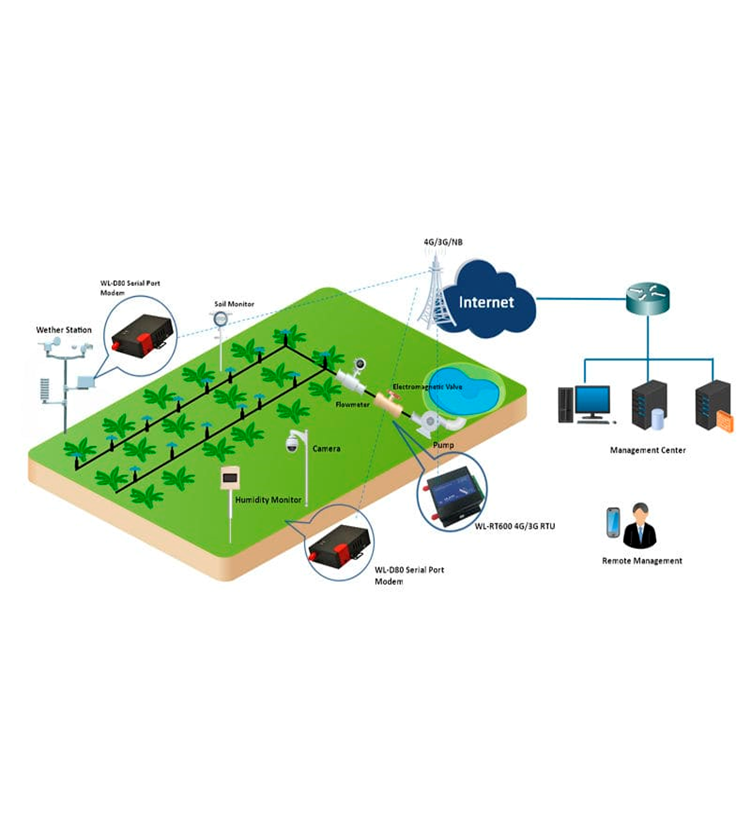 4G/3G/NB
WL-D80 Serial Port
Modem
Internet
Soil Monitor
Wether Station
Electromagnetic Valve
Flowmeter
Pump
Camera
Management Center
Humidity Monitor
WL-RT600 4G/3G RTU
Remote Management
WL-D80 Serial Port
Modem